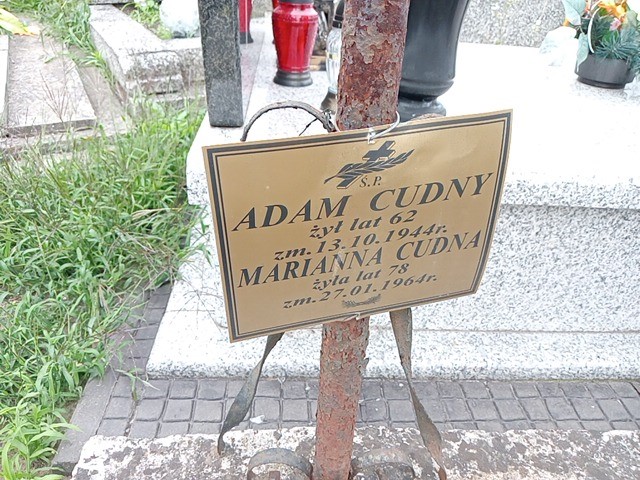 Ś.P.
ADAM CUDNY
żył lat 62
zm.13.10.1944r.
MARIANNA CUDNA
żyła lat 78
zm.27.01.1964r.